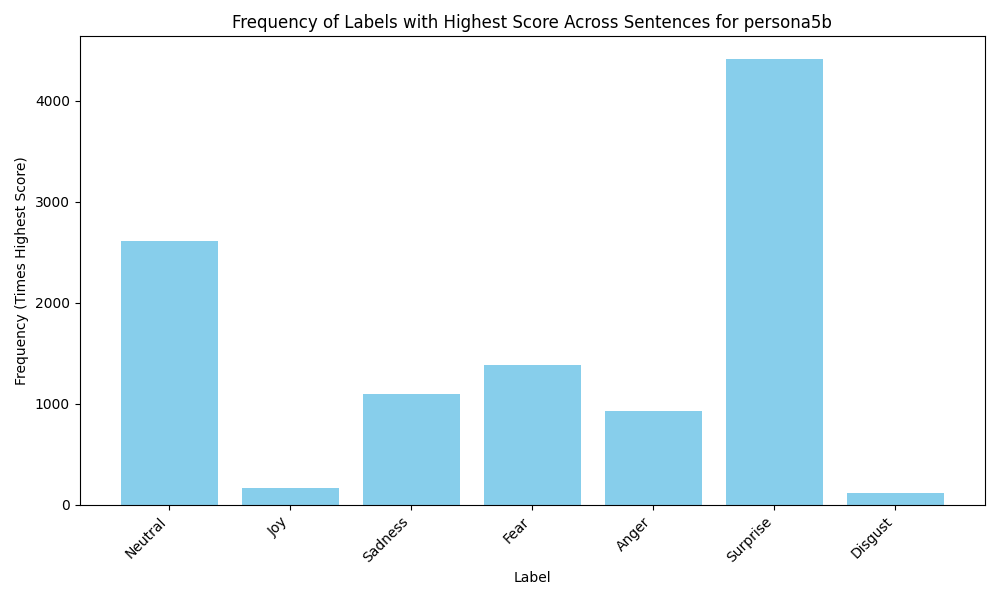 Frequency of Labels with Highest Score Across Sentences for persona5b
Frequency (Times Highest Score)
4000
3000
2000
1000
0
Neutral
Joy
Sadness
Fear
Anger
Surprise
Disgust
Label